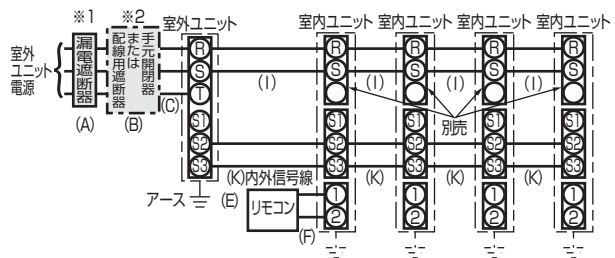 ※1
※2
室外ユニット
室内ユニット
室内ユニット
室内ユニット
室内ユニット
室外
ユニット
電源
漏電遮断器
手元開閉器
または
配線用遮断器
(A)
(B)
(C)
R
S
T
S1
S2
S3
アース
(I)
(I)
(I)
(I)
R
S
S1
S2
S3
1
2
R
S
S1
S2
S3
1
2
R
S
S1
S2
S3
1
2
R
S
S1
S2
S3
1
2
別売
(K)内外信号線
(K)
(K)
(K)
(E)
リモコン
(F)